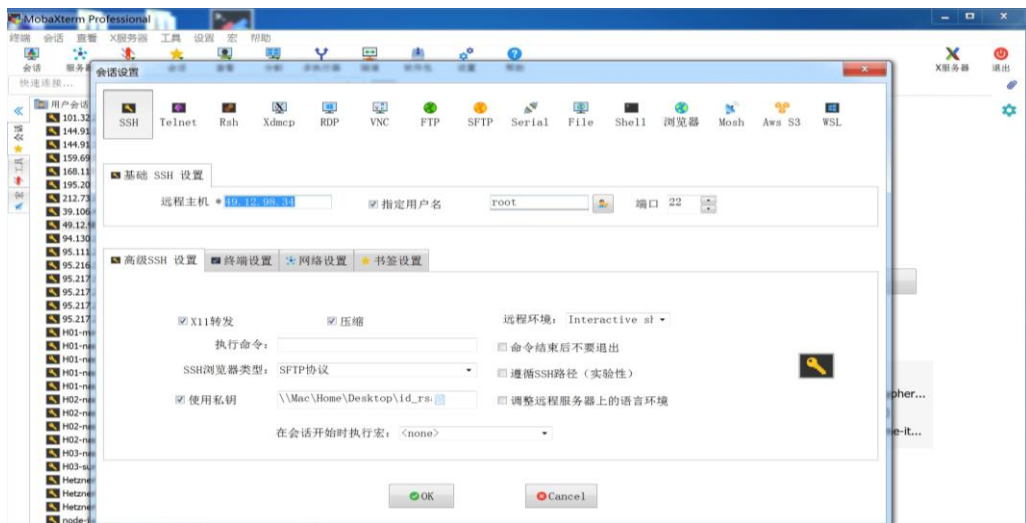 MobaXterm Professional
终端 会话 查看 X服务器 工具 设置 宏 帮助
会话
X服务器 退出
快速连接...
会话设置
用户会话
SSH Telnet Rsh Xdmcp RDP VNC FTP SFTP Serial File Shell 浏览器 Mosh Aws S3 WSL
会话
工具
宏
101.32
144.91
144.91
159.69
168.11
195.20
212.73
39.106
49.12.9
94.130
95.111
95.216
95.217
95.217
95.217
95.217
基础 SSH 设置
远程主机 * 49.12.98.34 指定用户名 root 端口 22
高级SSH 设置 终端设置 网络设置 书签设置
X11转发 压缩 远程环境: Interactive sh
执行命令: 命令结束后不要退出
SSH浏览器类型: SFTP协议 遵循SSH路径（实验性）
使用私钥 \\Mac\Home\Desktop\id_rs 调整远程服务器上的语言环境
在会话开始时执行宏: <none>
OK Cancel
pher...
e-it...